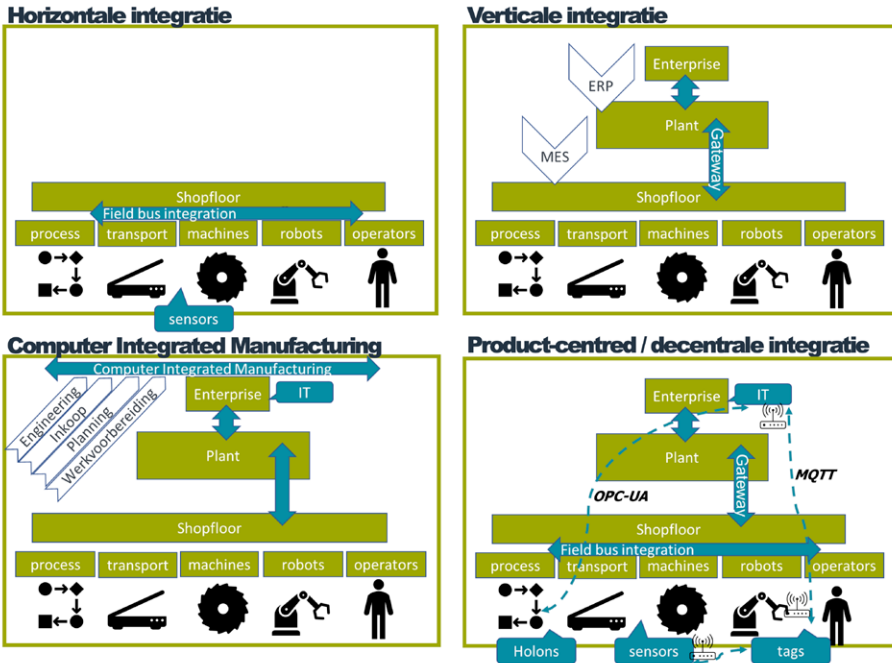 Horizontale integratie
Shopfloor
Field bus integration
process transport machines robots operators
sensors
Verticale integratie
Enterprise
ERP
Plant
Gateway
MES
Shopfloor
process transport machines robots operators
Computer Integrated Manufacturing
Computer Integrated Manufacturing
Engineering
Inkoop
Planning
Werkvoorbereiding
Enterprise
IT
Plant
Shopfloor
process transport machines robots operators
Product-centred / decentrale integratie
Enterprise
IT
Plant
Gateway
OPC-UA
MQTT
Shopfloor
Field bus integration
process transport machines robots operators
Holons
sensors
tags